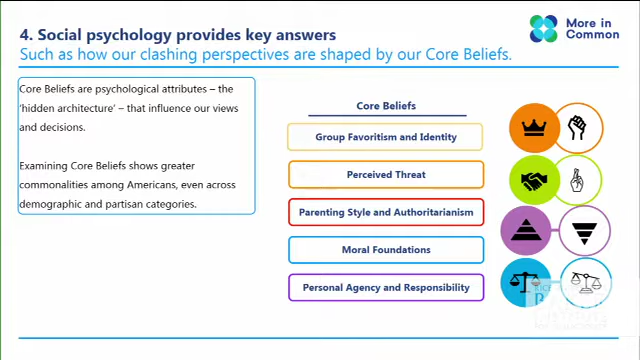 4. Social psychology provides key answers
Such as how our clashing perspectives are shaped by our Core Beliefs.
More in
Common
Core Beliefs are psychological attributes – the
‘hidden architecture’ – that influence our views
and decisions.
Examining Core Beliefs shows greater
commonalities among Americans, even across
demographic and partisan categories.
Core Beliefs
Group Favoritism and Identity
Perceived Threat
Parenting Style and Authoritarianism
Moral Foundations
Personal Agency and Responsibility
RICE